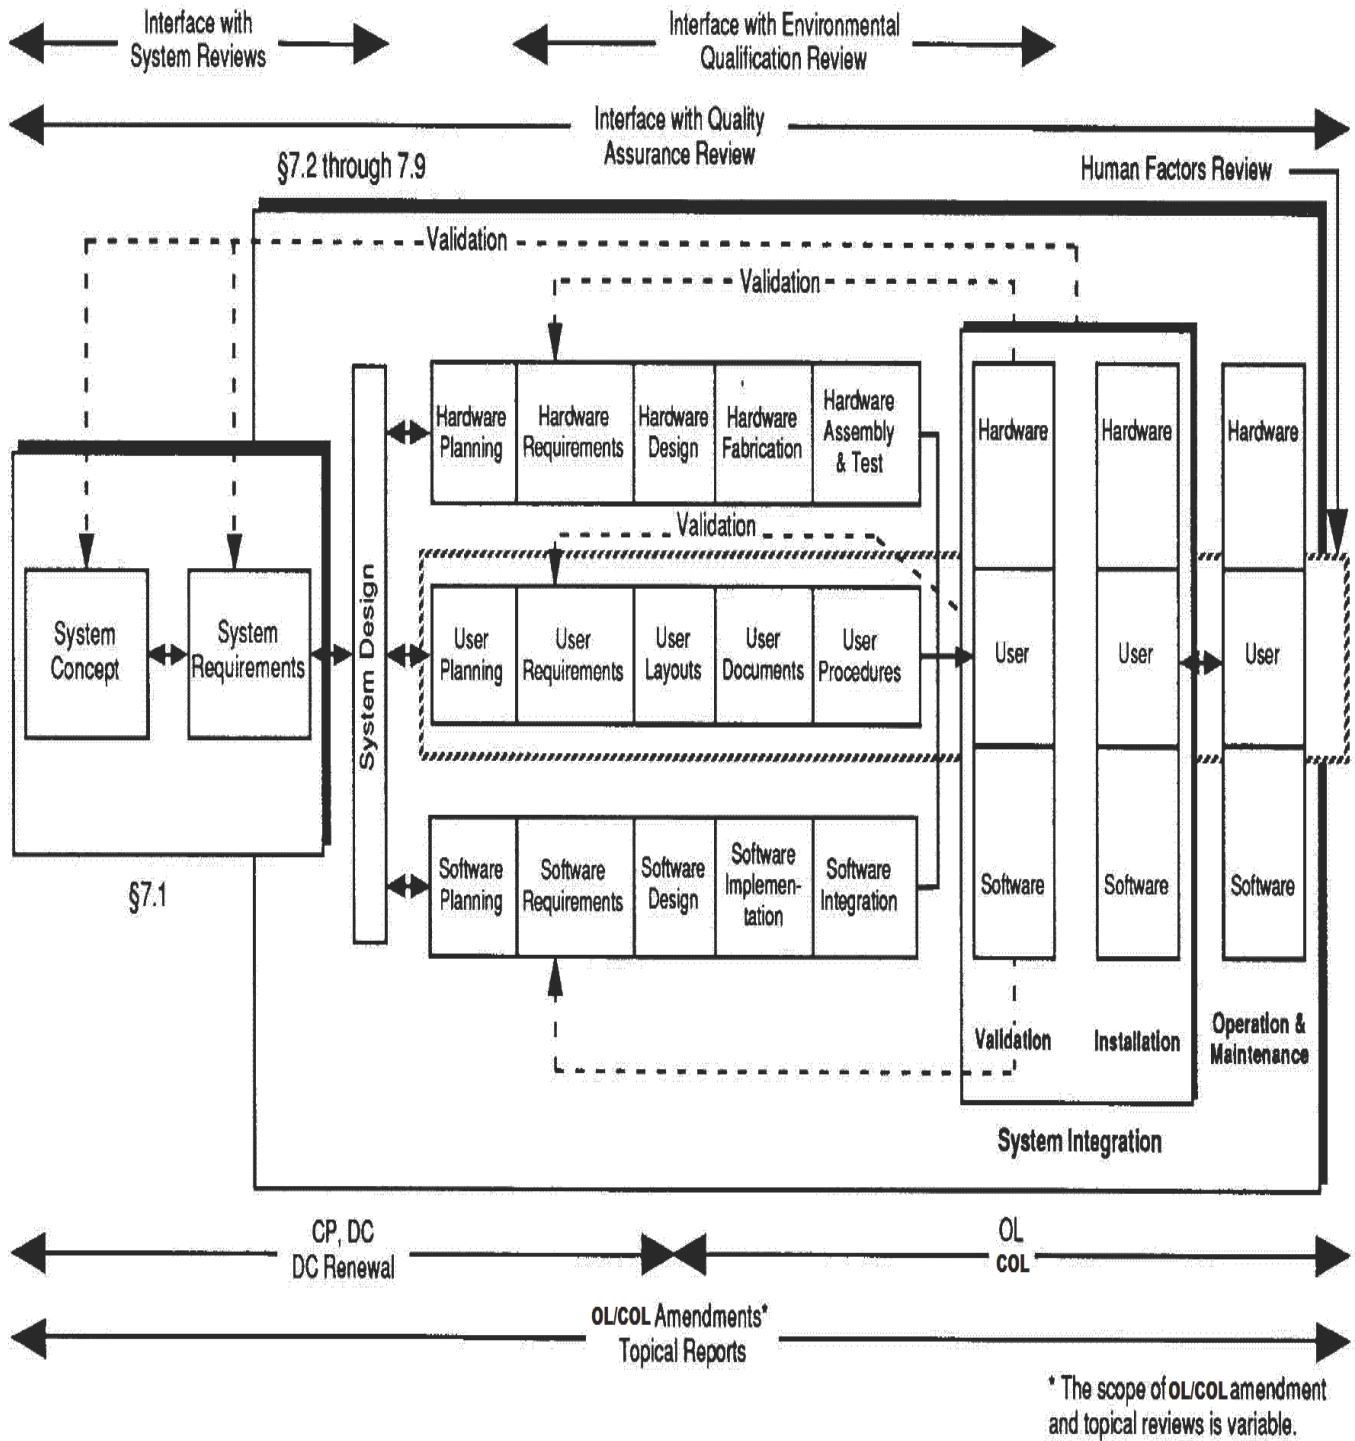 Interface with
System Reviews
Interface with Environmental
Qualification Review
Interface with Quality
Assurance Review
§7.2 through 7.9
Human Factors Review
Validation
Validation
Hardware
Planning
Hardware
Requirements
Hardware
Design
Hardware
Fabrication
Hardware
Assembly
& Test
Hardware
Hardware
Hardware
Validation
System
Concept
System
Requirements
System Design
User
Planning
User
Requirements
User
Layouts
User
Documents
User
Procedures
User
User
User
Software
Planning
Software
Requirements
Software
Design
Software
Implemen-
tation
Software
Integration
Software
Software
Software
§7.1
Validation
Installation
Operation &
Maintenance
System Integration
CP, DC
DC Renewal
OL
COL
OL/COL Amendments*
Topical Reports
* The scope of OL/COL amendment
and topical reviews is variable.